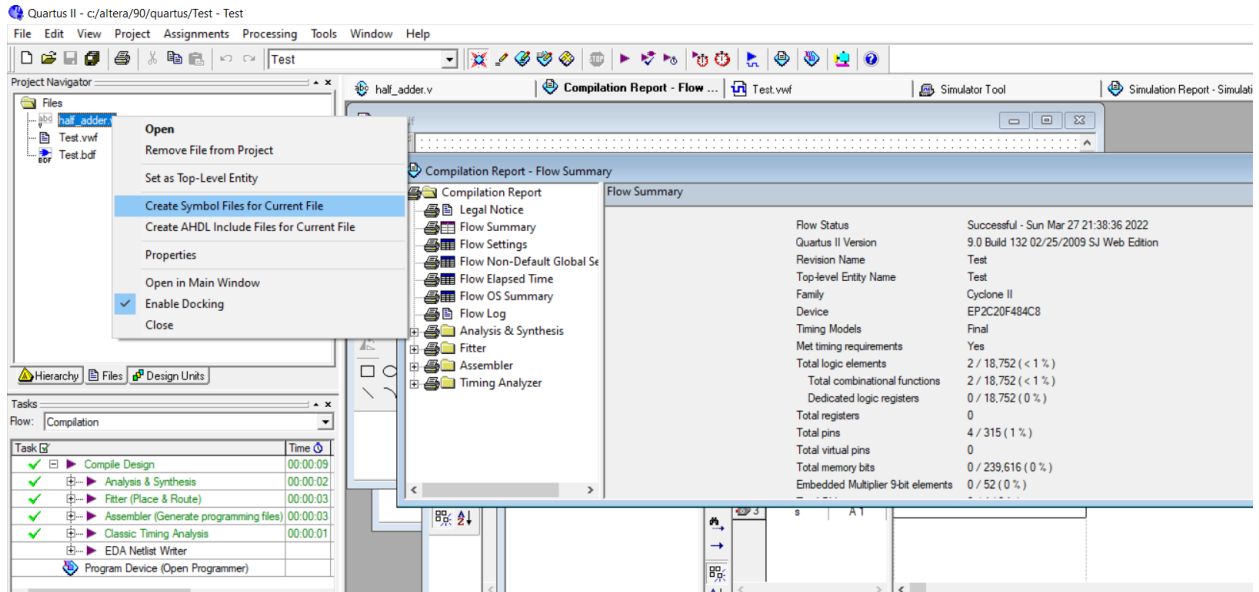 Quartus II - c:/altera/90/quartus/Test - Test
File Edit View Project Assignments Processing Tools Window Help
Test
Project Navigator
Files
half_adder.
Test.vwf
Test.bdf
Open
Remove File from Project
Set as Top-Level Entity
Create Symbol Files for Current File
Create AHDL Include Files for Current File
Properties
Open in Main Window
Enable Docking
Close
Hierarchy Files Design Units
half_adder.v
Compilation Report - Flow ...
Test.vwf
Simulator Tool
Simulation Report - Simulati
Compilation Report - Flow Summary
Compilation Report
Legal Notice
Flow Summary
Flow Settings
Flow Non-Default Global Se
Flow Elapsed Time
Flow OS Summary
Flow Log
Analysis & Synthesis
Fitter
Assembler
Timing Analyzer
Flow Summary
Flow Status Successful - Sun Mar 27 21:38:36 2022
Quartus II Version 9.0 Build 132 02/25/2009 SJ Web Edition
Revision Name Test
Top-level Entity Name Test
Family Cyclone II
Device EP2C20F484C8
Timing Models Final
Met timing requirements Yes
Total logic elements 2 / 18,752 ( < 1 % )
Total combinational functions 2 / 18,752 ( < 1 % )
Dedicated logic registers 0 / 18,752 ( 0 % )
Total registers 0
Total pins 4 / 315 ( 1 % )
Total virtual pins 0
Total memory bits 0 / 239,616 ( 0 % )
Embedded Multiplier 9-bit elements 0 / 52 ( 0 % )
Tasks
Flow: Compilation
Task Time
Compile Design 00:00:09
Analysis & Synthesis 00:00:02
Fitter (Place & Route) 00:00:03
Assembler (Generate programming files) 00:00:03
Classic Timing Analysis 00:00:01
EDA Netlist Writer
Program Device (Open Programmer)
3 s A 1